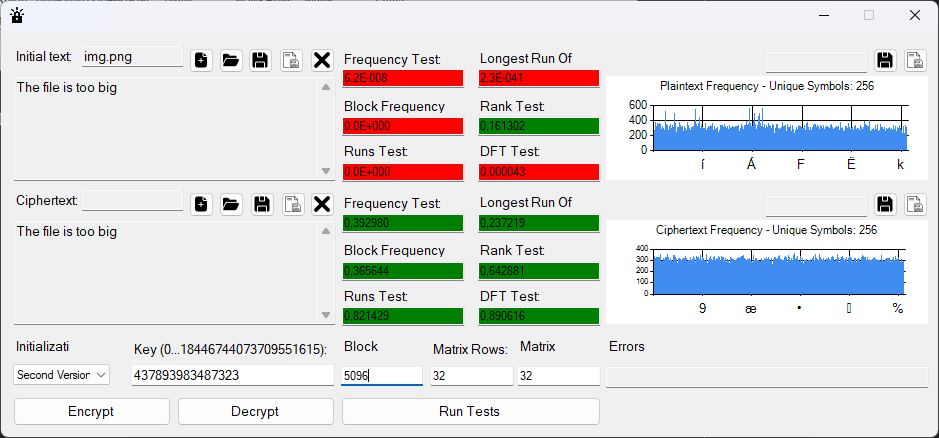 Initial text: img.png
The file is too big
Frequency Test:
6,2E-008
Longest Run Of
2,3E-041
Block Frequency
0,0E+000
Rank Test:
0,161302
Runs Test:
0,0E+000
DFT Test:
0,000043
Plaintext Frequency - Unique Symbols: 256
600
400
200
0
í Á F Ë k
Ciphertext:
The file is too big
Frequency Test:
0,392980
Longest Run Of
0,237219
Block Frequency
0,365644
Rank Test:
0,642881
Runs Test:
0,821429
DFT Test:
0,890616
Ciphertext Frequency - Unique Symbols: 256
400
300
200
100
0
9 æ • %
Initializati
Second Version
Key (0...18446744073709551615):
437893983487323
Block
5096
Matrix Rows:
32
Matrix
32
Errors
Encrypt
Decrypt
Run Tests